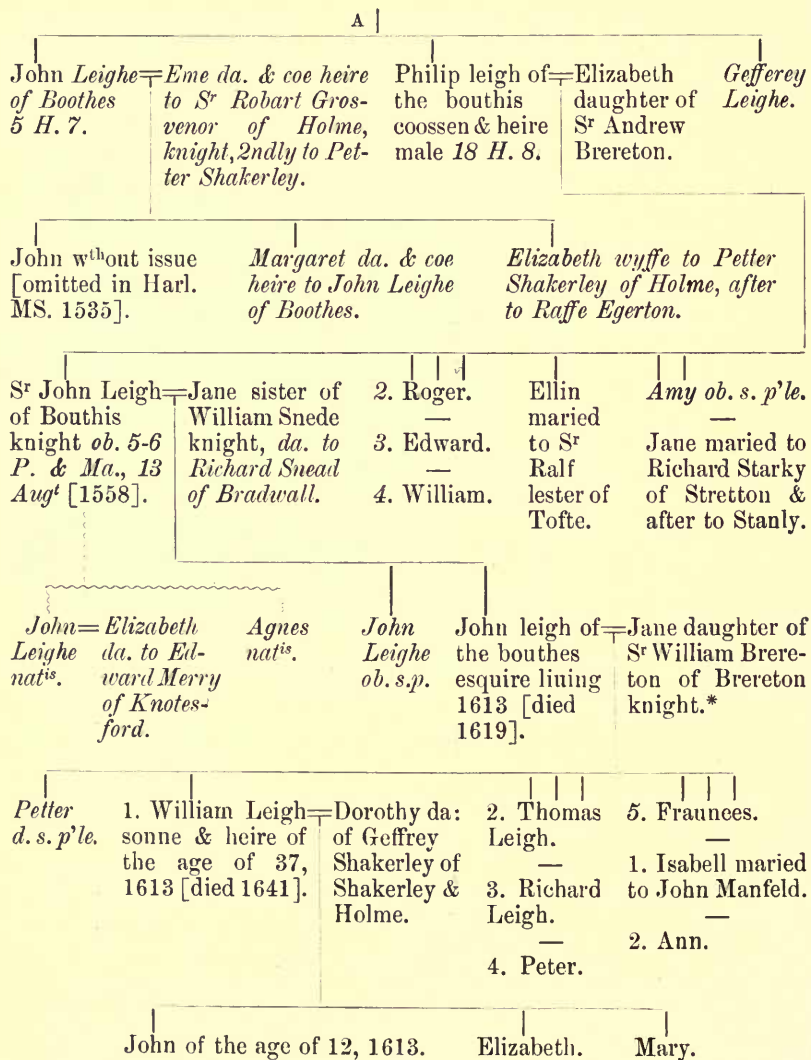 A
John Leighe
of Boothes
5 H. 7.
Eme da. & coe heire
to Sʳ Robart Gros-
venor of Holme,
knight, 2ndly to Pet-
ter Shakerley.
Philip leigh of
the bouthis
coossen & heire
male 18 H. 8.
Elizabeth
daughter of
Sʳ Andrew
Brereton.
Gefferey
Leighe.
John wᵗʰout issue
[omitted in Harl.
MS. 1535].
Margaret da. & coe
heire to John Leighe
of Boothes.
Elizabeth wyffe to Petter
Shakerley of Holme, after
to Raffe Egerton.
Sʳ John Leigh
of Bouthis
knight ob. 5-6
P. & Ma., 13
Augᵗ [1558].
Jane sister of
William Snede
knight, da. to
Richard Snead
of Bradwall.
2. Roger.
—
3. Edward.
—
4. William.
Ellin
maried
to Sʳ
Ralf
lester of
Tofte.
Amy ob. s. p'le.
—
Jane maried to
Richard Starky
of Stretton &
after to Stanly.
John=
Leighe
natⁱˢ.
Elizabeth
da. to Ed-
ward Merry
of Knotes-
ford.
Agnes
natⁱˢ.
John
Leighe
ob. s.p.
John leigh of
the bouthes
esquire liuing
1613 [died
1619].
Jane daughter of
Sʳ William Brere-
ton of Brereton
knight.*
Petter
d. s. p'le.
1. William Leigh
sonne & heire of
the age of 37,
1613 [died 1641].
Dorothy da:
of Geffrey
Shakerley of
Shakerley &
Holme.
2. Thomas
Leigh.
—
3. Richard
Leigh.
—
4. Peter.
5. Fraunces.
—
1. Isabell maried
to John Manfeld.
—
2. Ann.
John of the age of 12, 1613.
Elizabeth.
Mary.